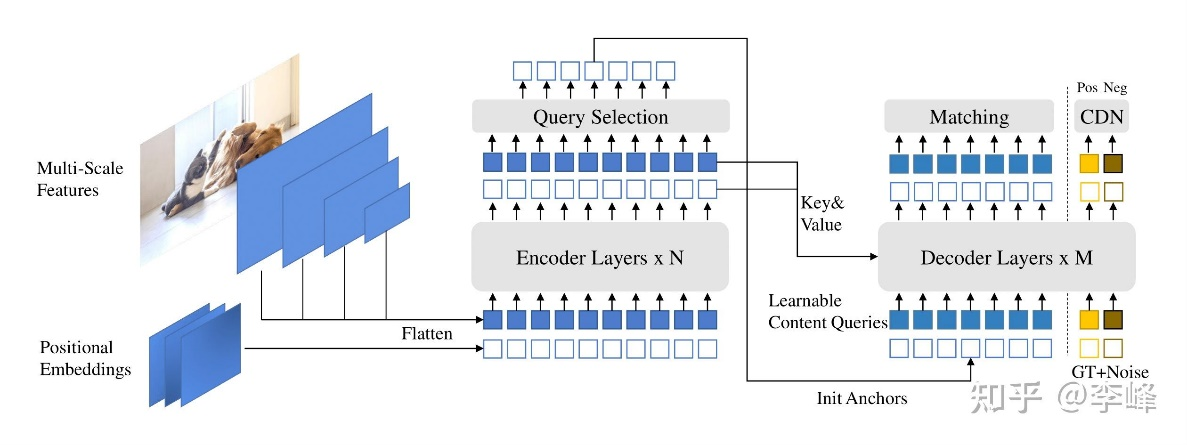 Multi-Scale
Features
Positional
Embeddings
Flatten
Query Selection
Encoder Layers x N
Key&
Value
Learnable
Content Queries
Init Anchors
Matching
Decoder Layers x M
Pos Neg
CDN
GT+Noise
知乎 @李峰